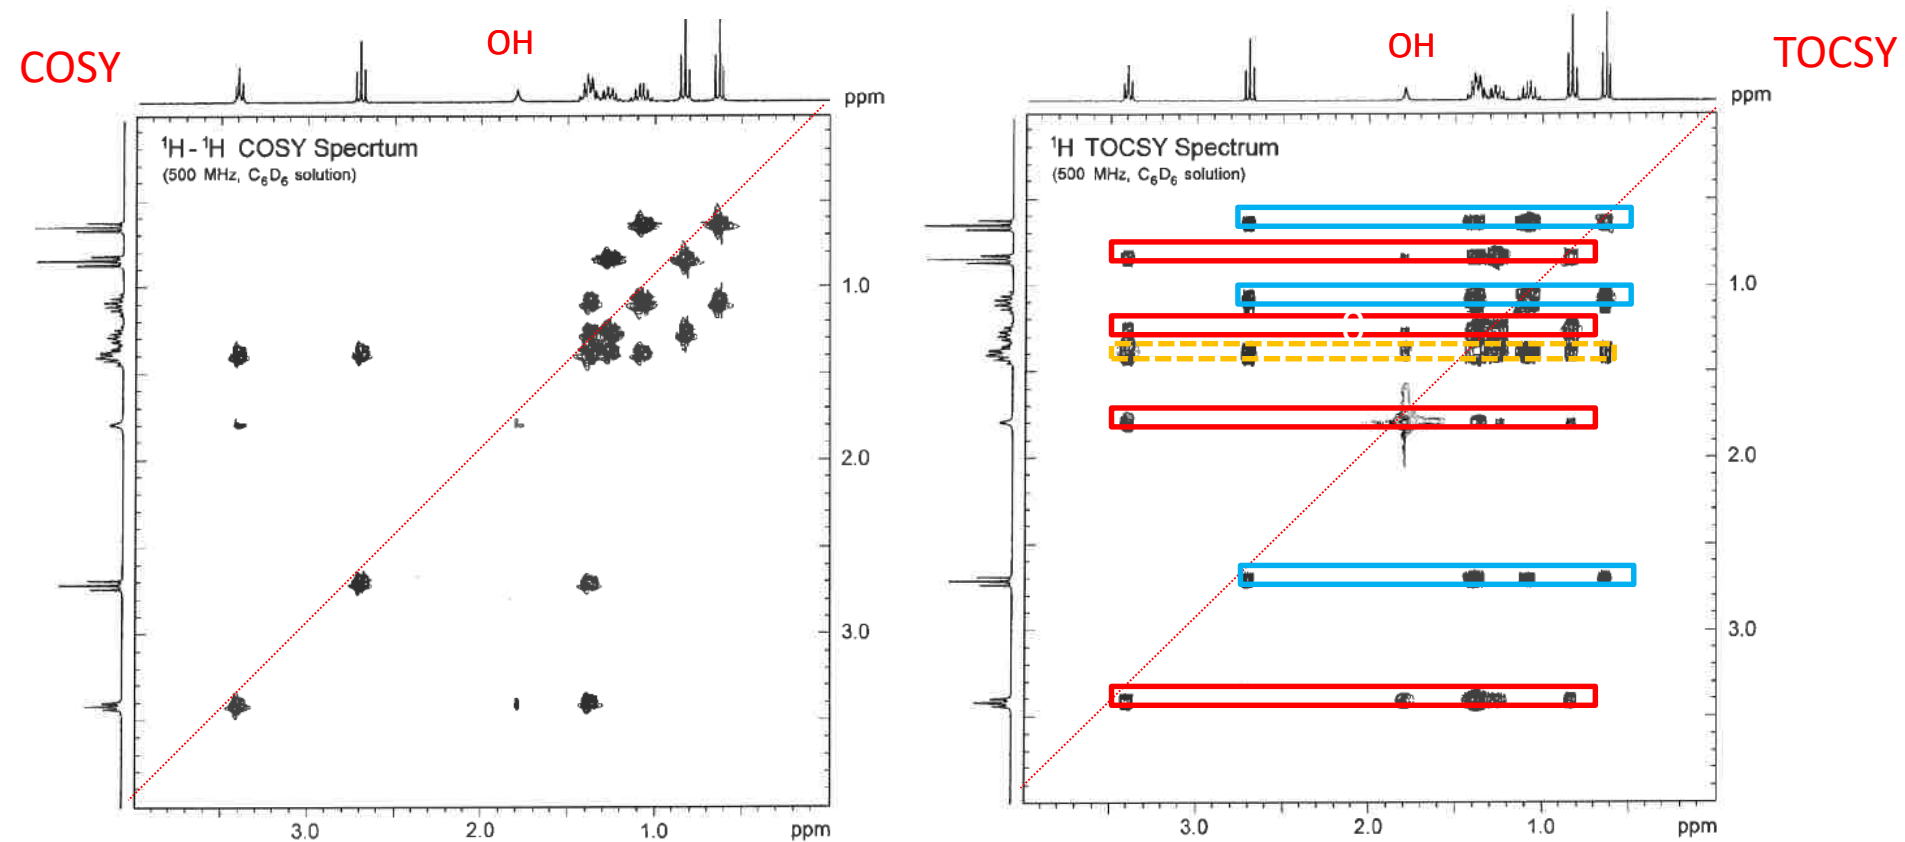 COSY
OH
ppm
¹H - ¹H COSY Specrtum
(500 MHz, C₆D₆ solution)
1.0
2.0
3.0
3.0 2.0 1.0 ppm
OH
TOCSY
ppm
¹H TOCSY Spectrum
(500 MHz, C₆D₆ solution)
1.0
2.0
3.0
3.0 2.0 1.0 ppm